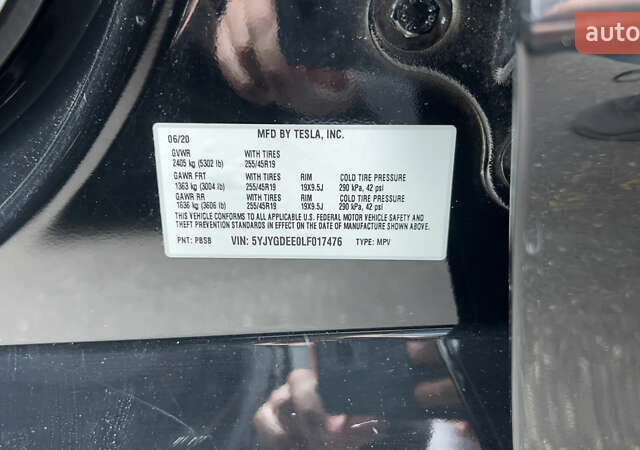 auto
06/20 MFD BY TESLA, INC.
GVWR WITH TIRES
2405 kg (5302 lb) 255/45R19
GAWR FRT WITH TIRES RIM COLD TIRE PRESSURE
1363 kg (3004 lb) 255/45R19 19X9.5J 290 kPa, 42 psi
GAWR RR WITH TIRES RIM COLD TIRE PRESSURE
1636 kg (3606 lb) 255/45R19 19X9.5J 290 kPa, 42 psi
THIS VEHICLE CONFORMS TO ALL APPLICABLE U.S. FEDERAL MOTOR VEHICLE SAFETY AND
THEFT PREVENTION STANDARDS IN EFFECT ON THE DATE OF MANUFACTURE SHOWN ABOVE.
PNT: PBSB VIN: 5YJYGDEE0LF017476 TYPE: MPV